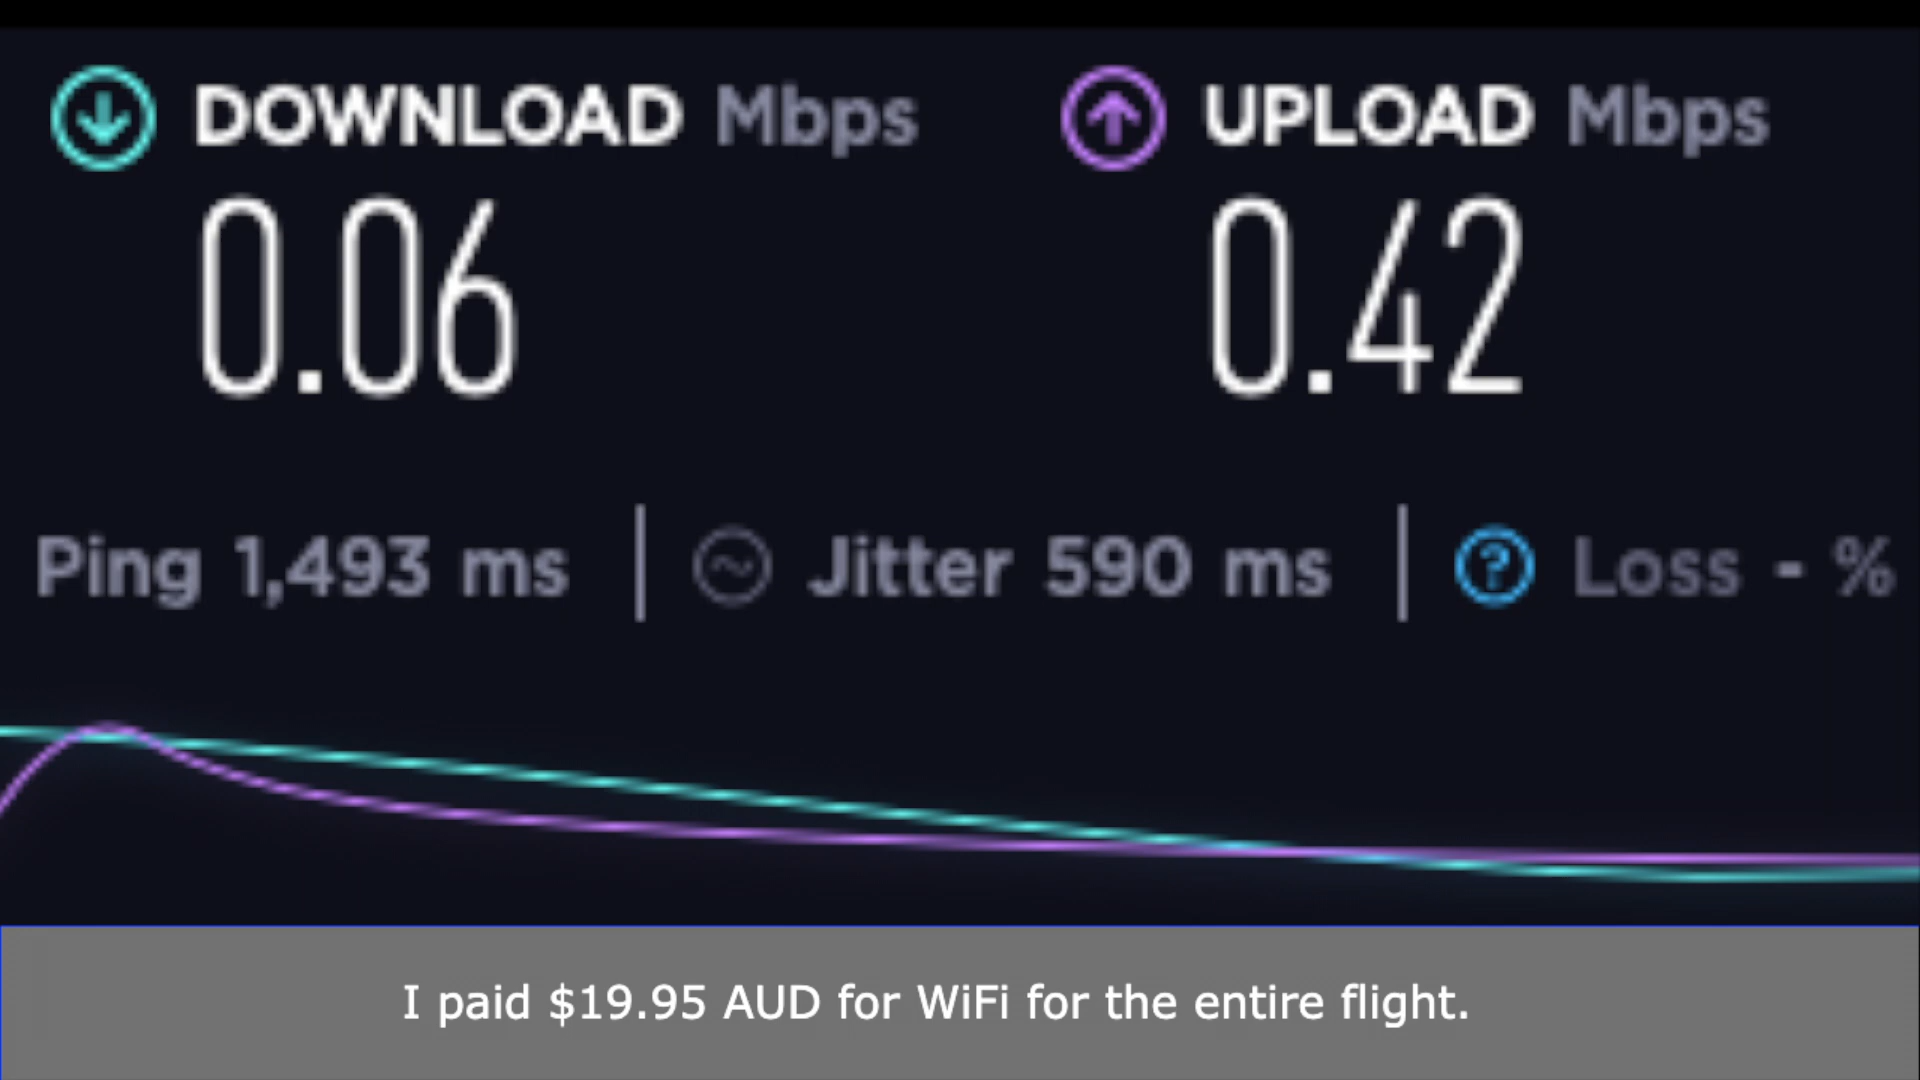 DOWNLOAD Mbps
0.06
UPLOAD Mbps
0.42
Ping 1,493 ms
Jitter 590 ms
Loss - %
I paid $19.95 AUD for WiFi for the entire flight.